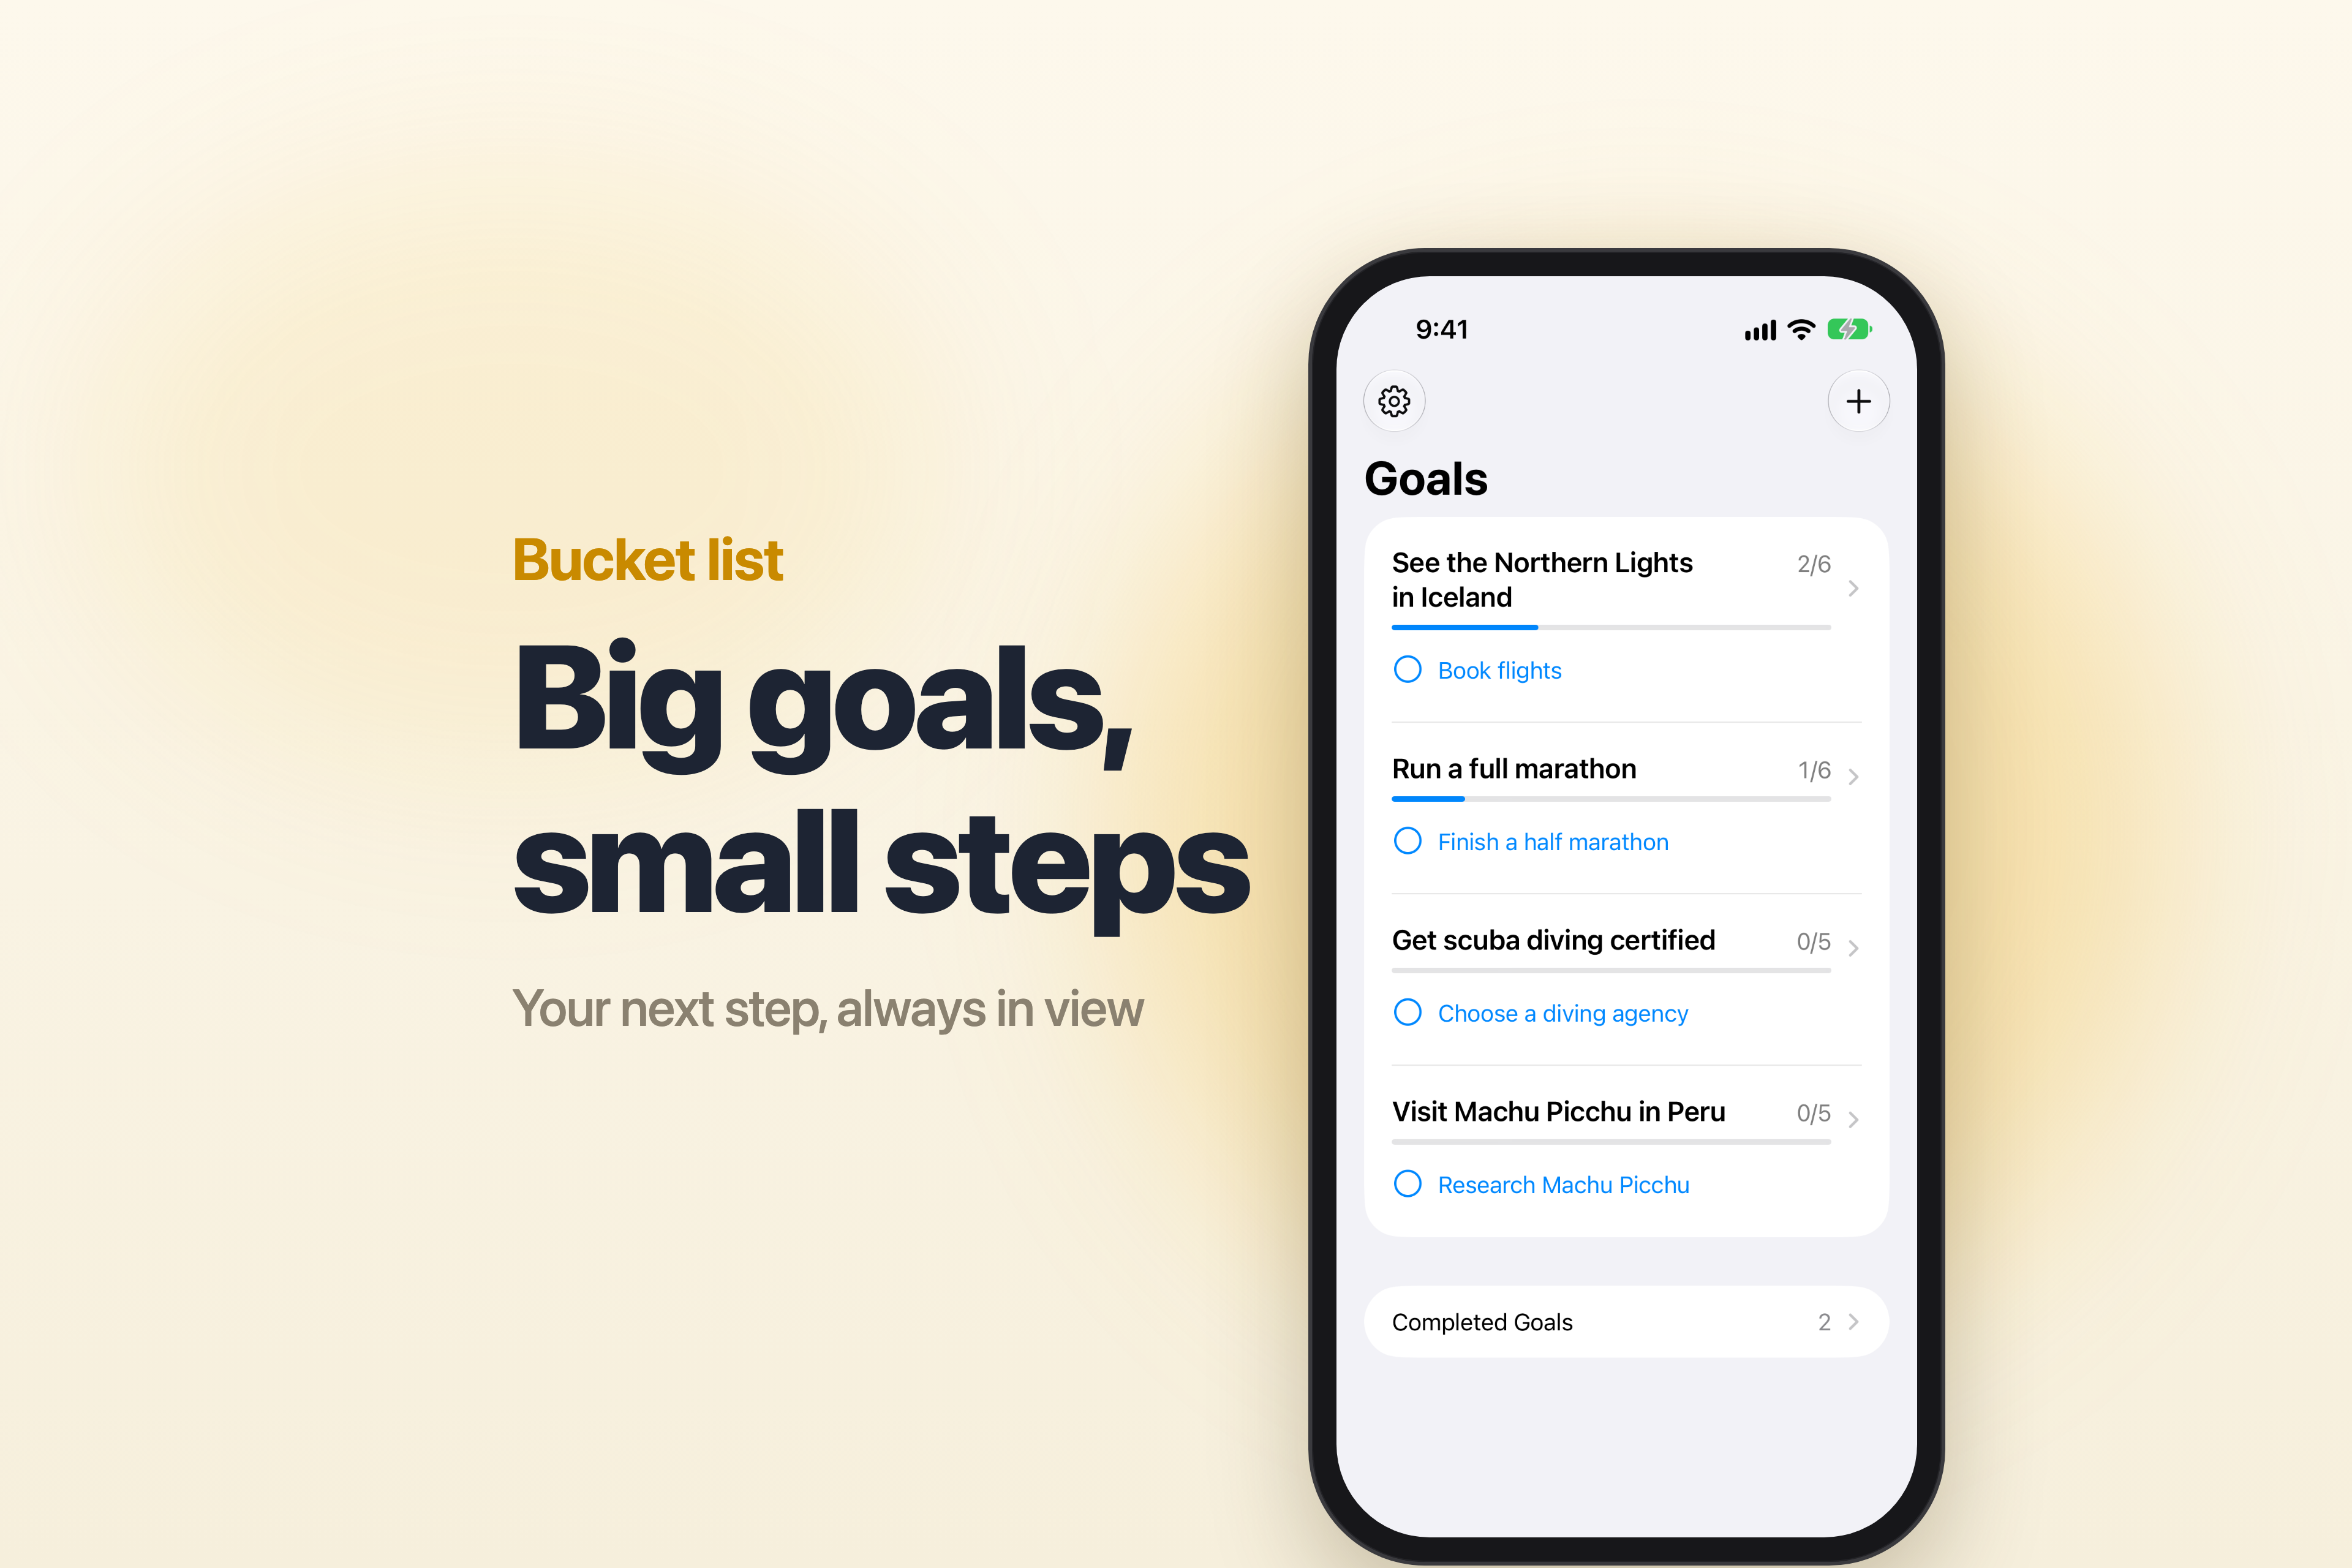 Bucket list
Big goals,
small steps
Your next step, always in view
9:41
Goals
See the Northern Lights 2/6
in Iceland
Book flights
Run a full marathon 1/6
Finish a half marathon
Get scuba diving certified 0/5
Choose a diving agency
Visit Machu Picchu in Peru 0/5
Research Machu Picchu
Completed Goals 2